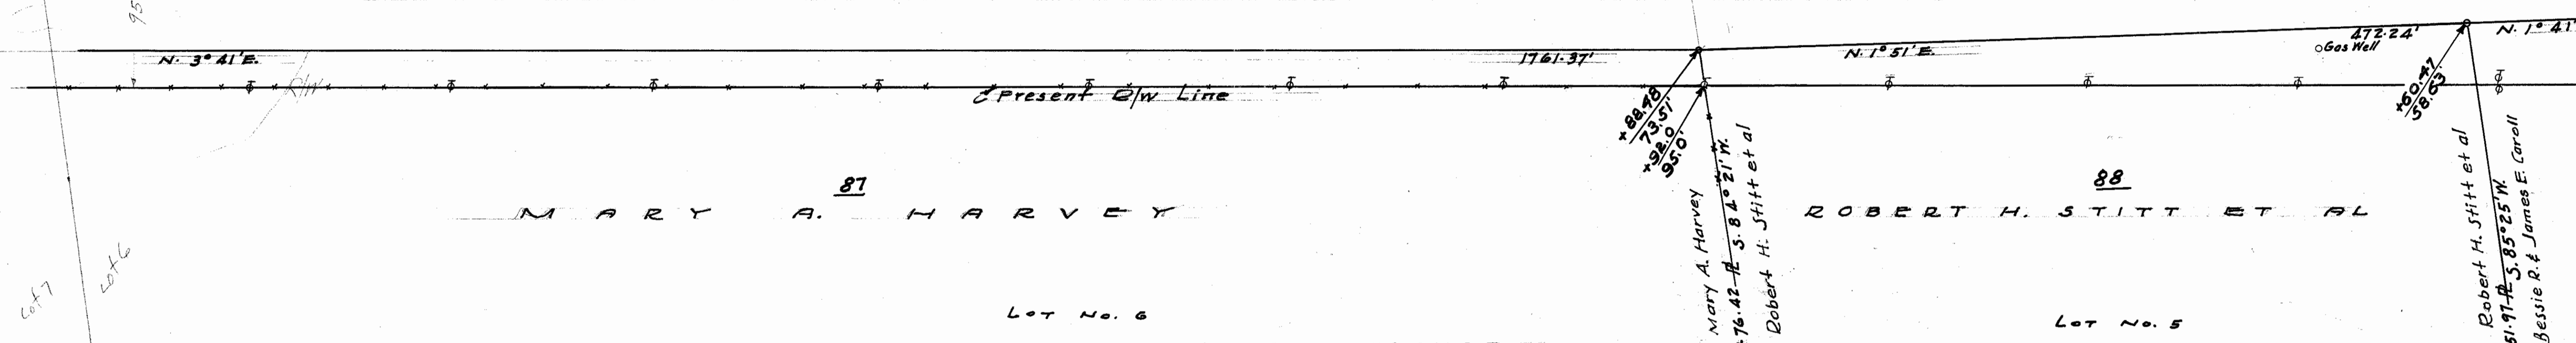 95
N. 3° 41' E.
R/W
1761.37'
N. 1° 51' E.
472.24'
Gas Well
N. 1° 41'
Present R/W Line
+88.48
73.51'
+92.0
95.0'
+60.47
58.63
87
MARY A. HARVEY
88
ROBERT H. STITT ET AL
Mary A. Harvey
76.42 ⅊ S. 84° 21' W.
Robert H. Stitt et al
Robert H. Stitt et al
51.97 ⅊ S. 85° 25' W.
Bessie R. & James E. Caroll
Lot 7
Lot 6
LOT NO. 6
LOT NO. 5